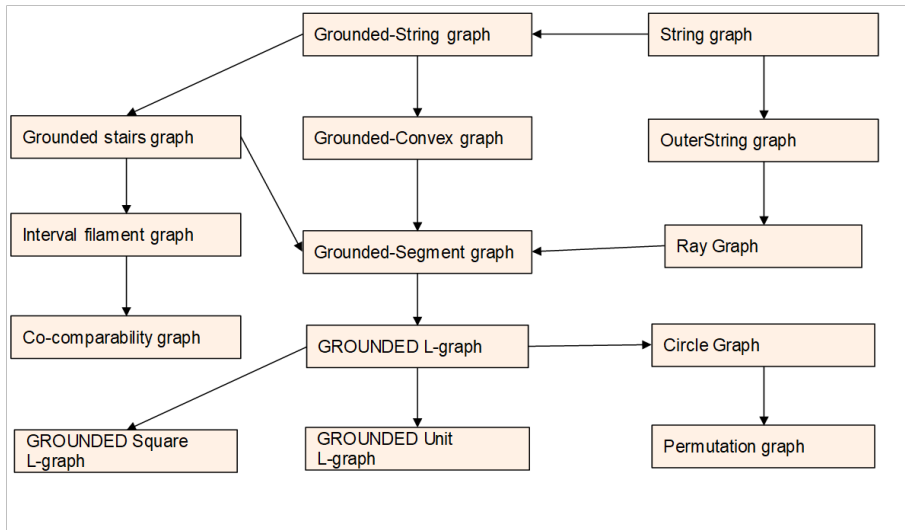 Grounded-String graph
String graph
Grounded stairs graph
Grounded-Convex graph
OuterString graph
Interval filament graph
Grounded-Segment graph
Ray Graph
Co-comparability graph
GROUNDED L-graph
Circle Graph
GROUNDED Square
L-graph
GROUNDED Unit
L-graph
Permutation graph